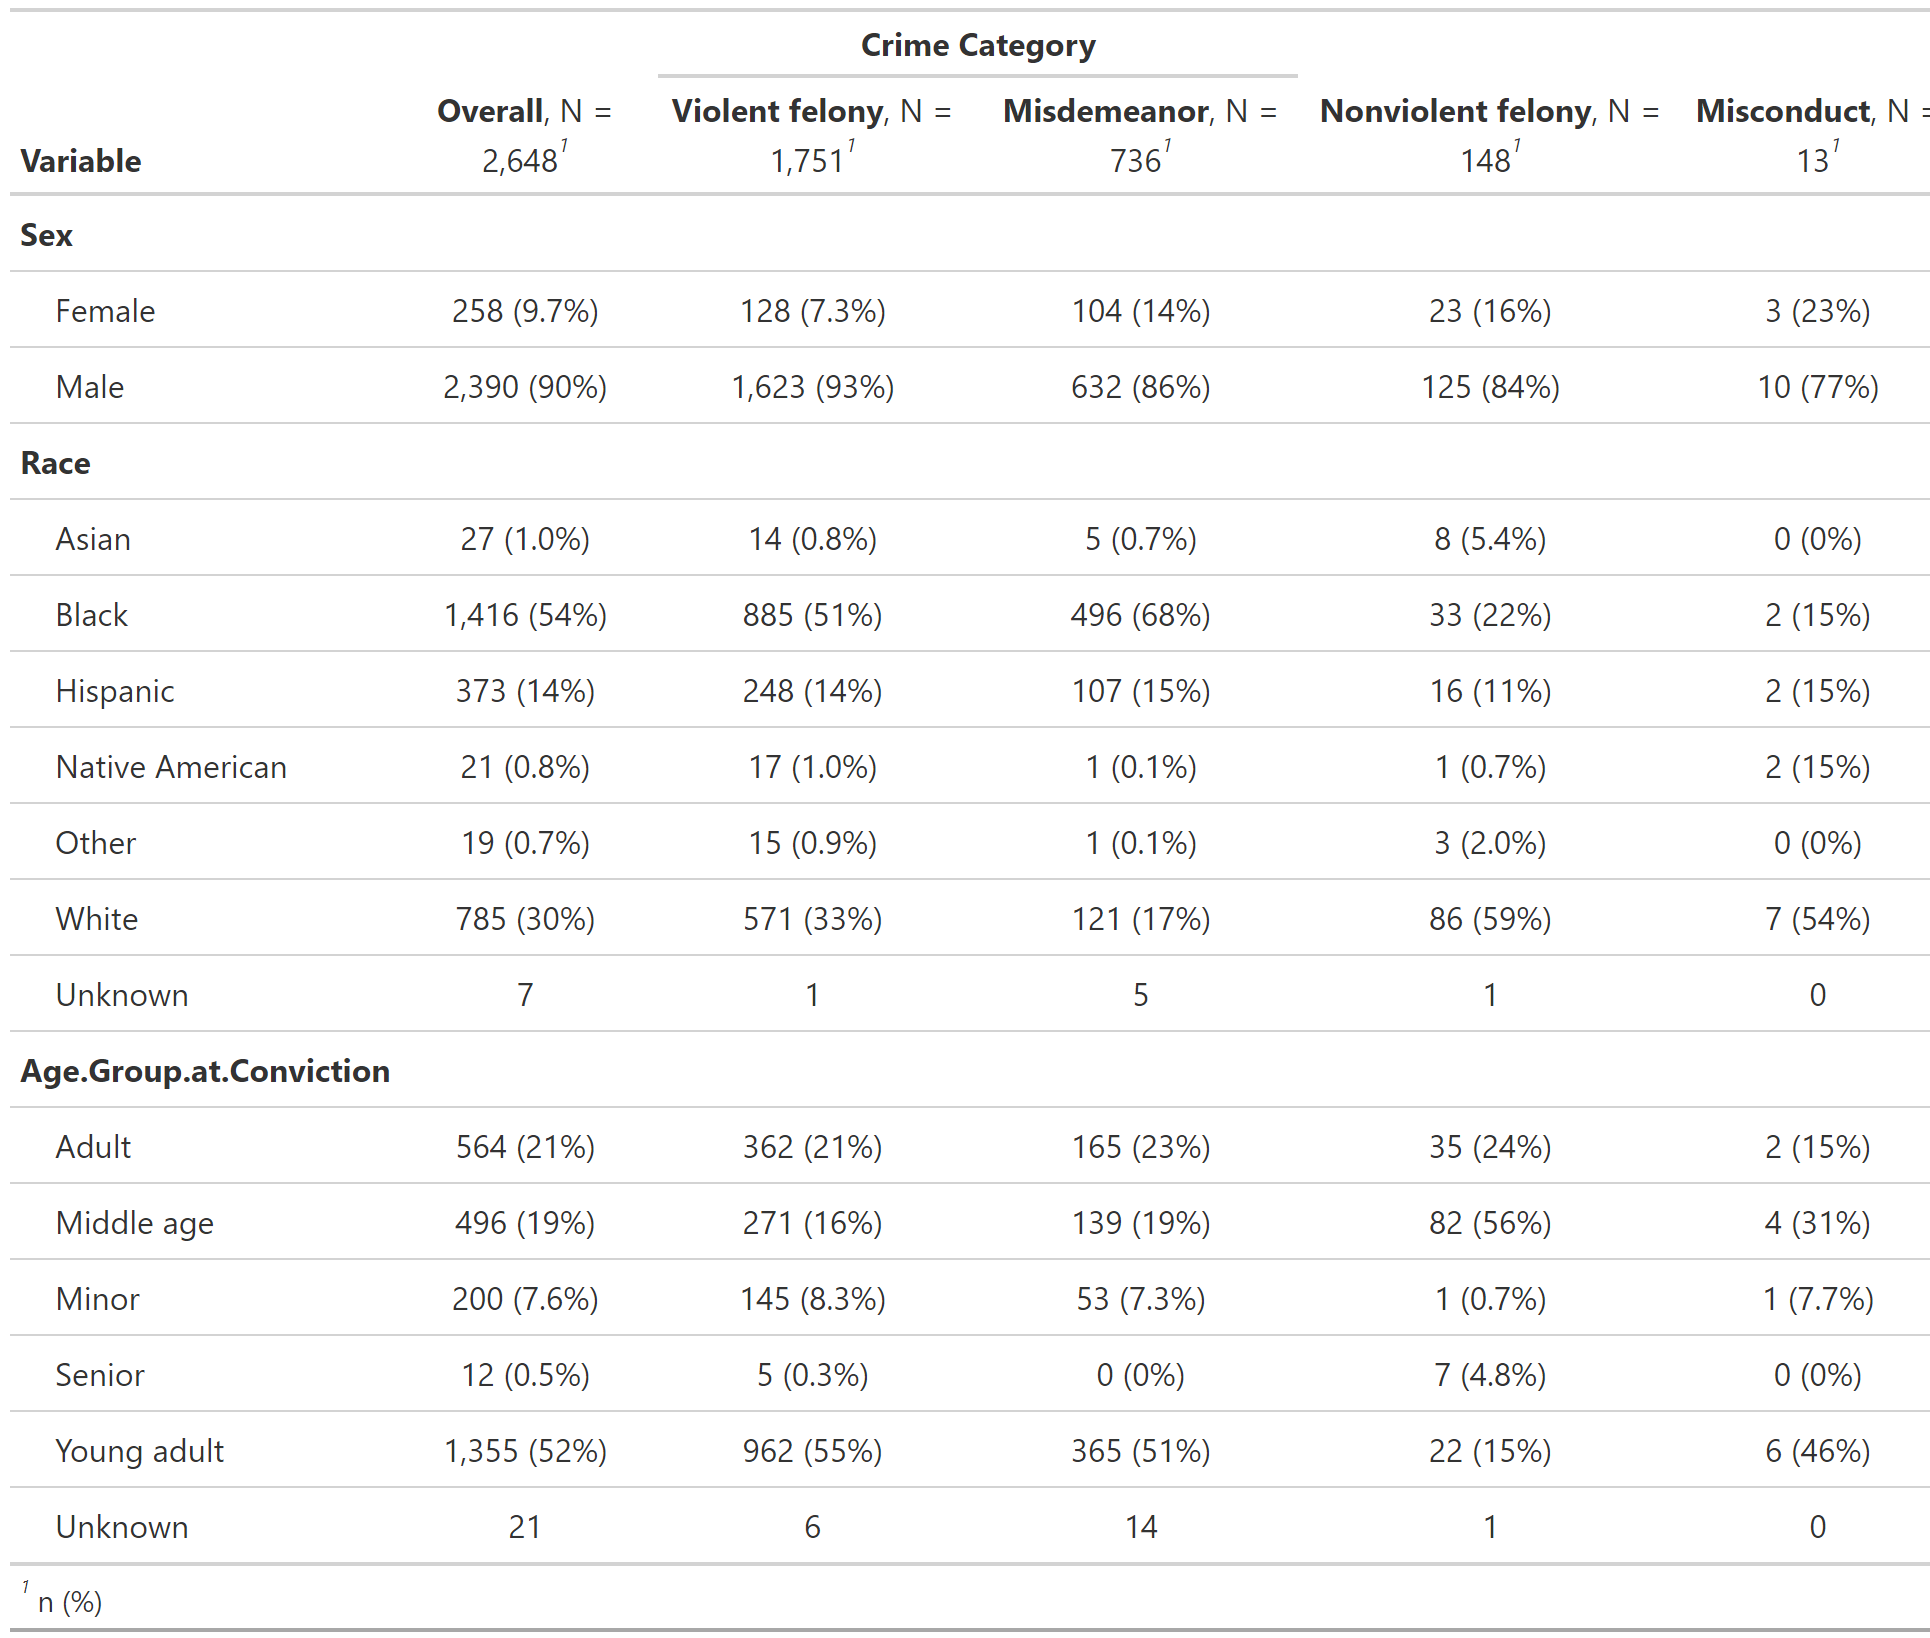 Crime Category
Overall, N = Violent felony, N = Misdemeanor, N = Nonviolent felony, N = Misconduct, N =
Variable 2,648¹ 1,751¹ 736¹ 148¹ 13¹
Sex
Female 258 (9.7%) 128 (7.3%) 104 (14%) 23 (16%) 3 (23%)
Male 2,390 (90%) 1,623 (93%) 632 (86%) 125 (84%) 10 (77%)
Race
Asian 27 (1.0%) 14 (0.8%) 5 (0.7%) 8 (5.4%) 0 (0%)
Black 1,416 (54%) 885 (51%) 496 (68%) 33 (22%) 2 (15%)
Hispanic 373 (14%) 248 (14%) 107 (15%) 16 (11%) 2 (15%)
Native American 21 (0.8%) 17 (1.0%) 1 (0.1%) 1 (0.7%) 2 (15%)
Other 19 (0.7%) 15 (0.9%) 1 (0.1%) 3 (2.0%) 0 (0%)
White 785 (30%) 571 (33%) 121 (17%) 86 (59%) 7 (54%)
Unknown 7 1 5 1 0
Age.Group.at.Conviction
Adult 564 (21%) 362 (21%) 165 (23%) 35 (24%) 2 (15%)
Middle age 496 (19%) 271 (16%) 139 (19%) 82 (56%) 4 (31%)
Minor 200 (7.6%) 145 (8.3%) 53 (7.3%) 1 (0.7%) 1 (7.7%)
Senior 12 (0.5%) 5 (0.3%) 0 (0%) 7 (4.8%) 0 (0%)
Young adult 1,355 (52%) 962 (55%) 365 (51%) 22 (15%) 6 (46%)
Unknown 21 6 14 1 0
¹ n (%)